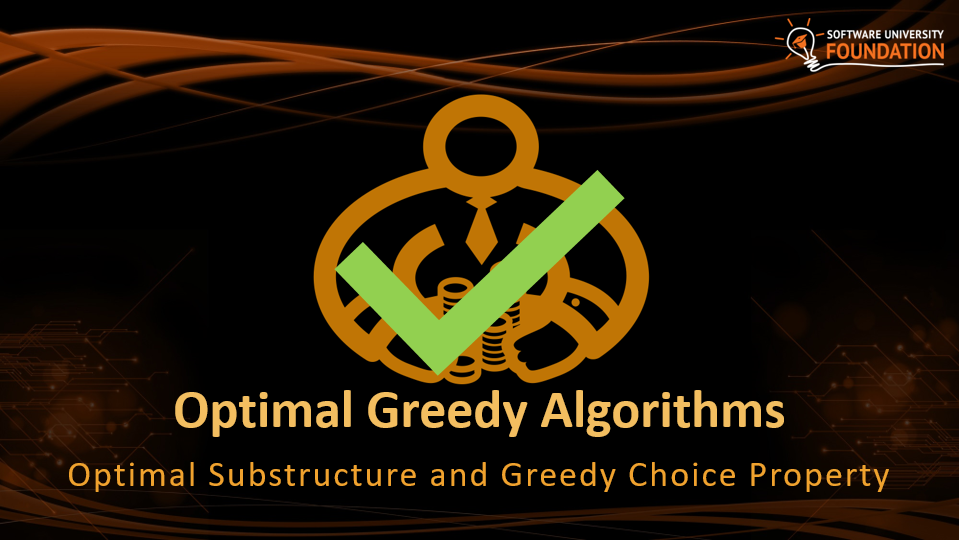 SOFTWARE UNIVERSITY
FOUNDATION
Optimal Greedy Algorithms
Optimal Substructure and Greedy Choice Property